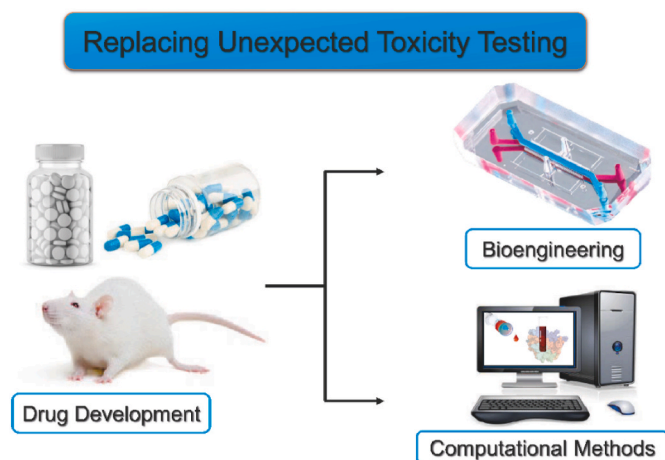 Replacing Unexpected Toxicity Testing
Bioengineering
Drug Development
Computational Methods